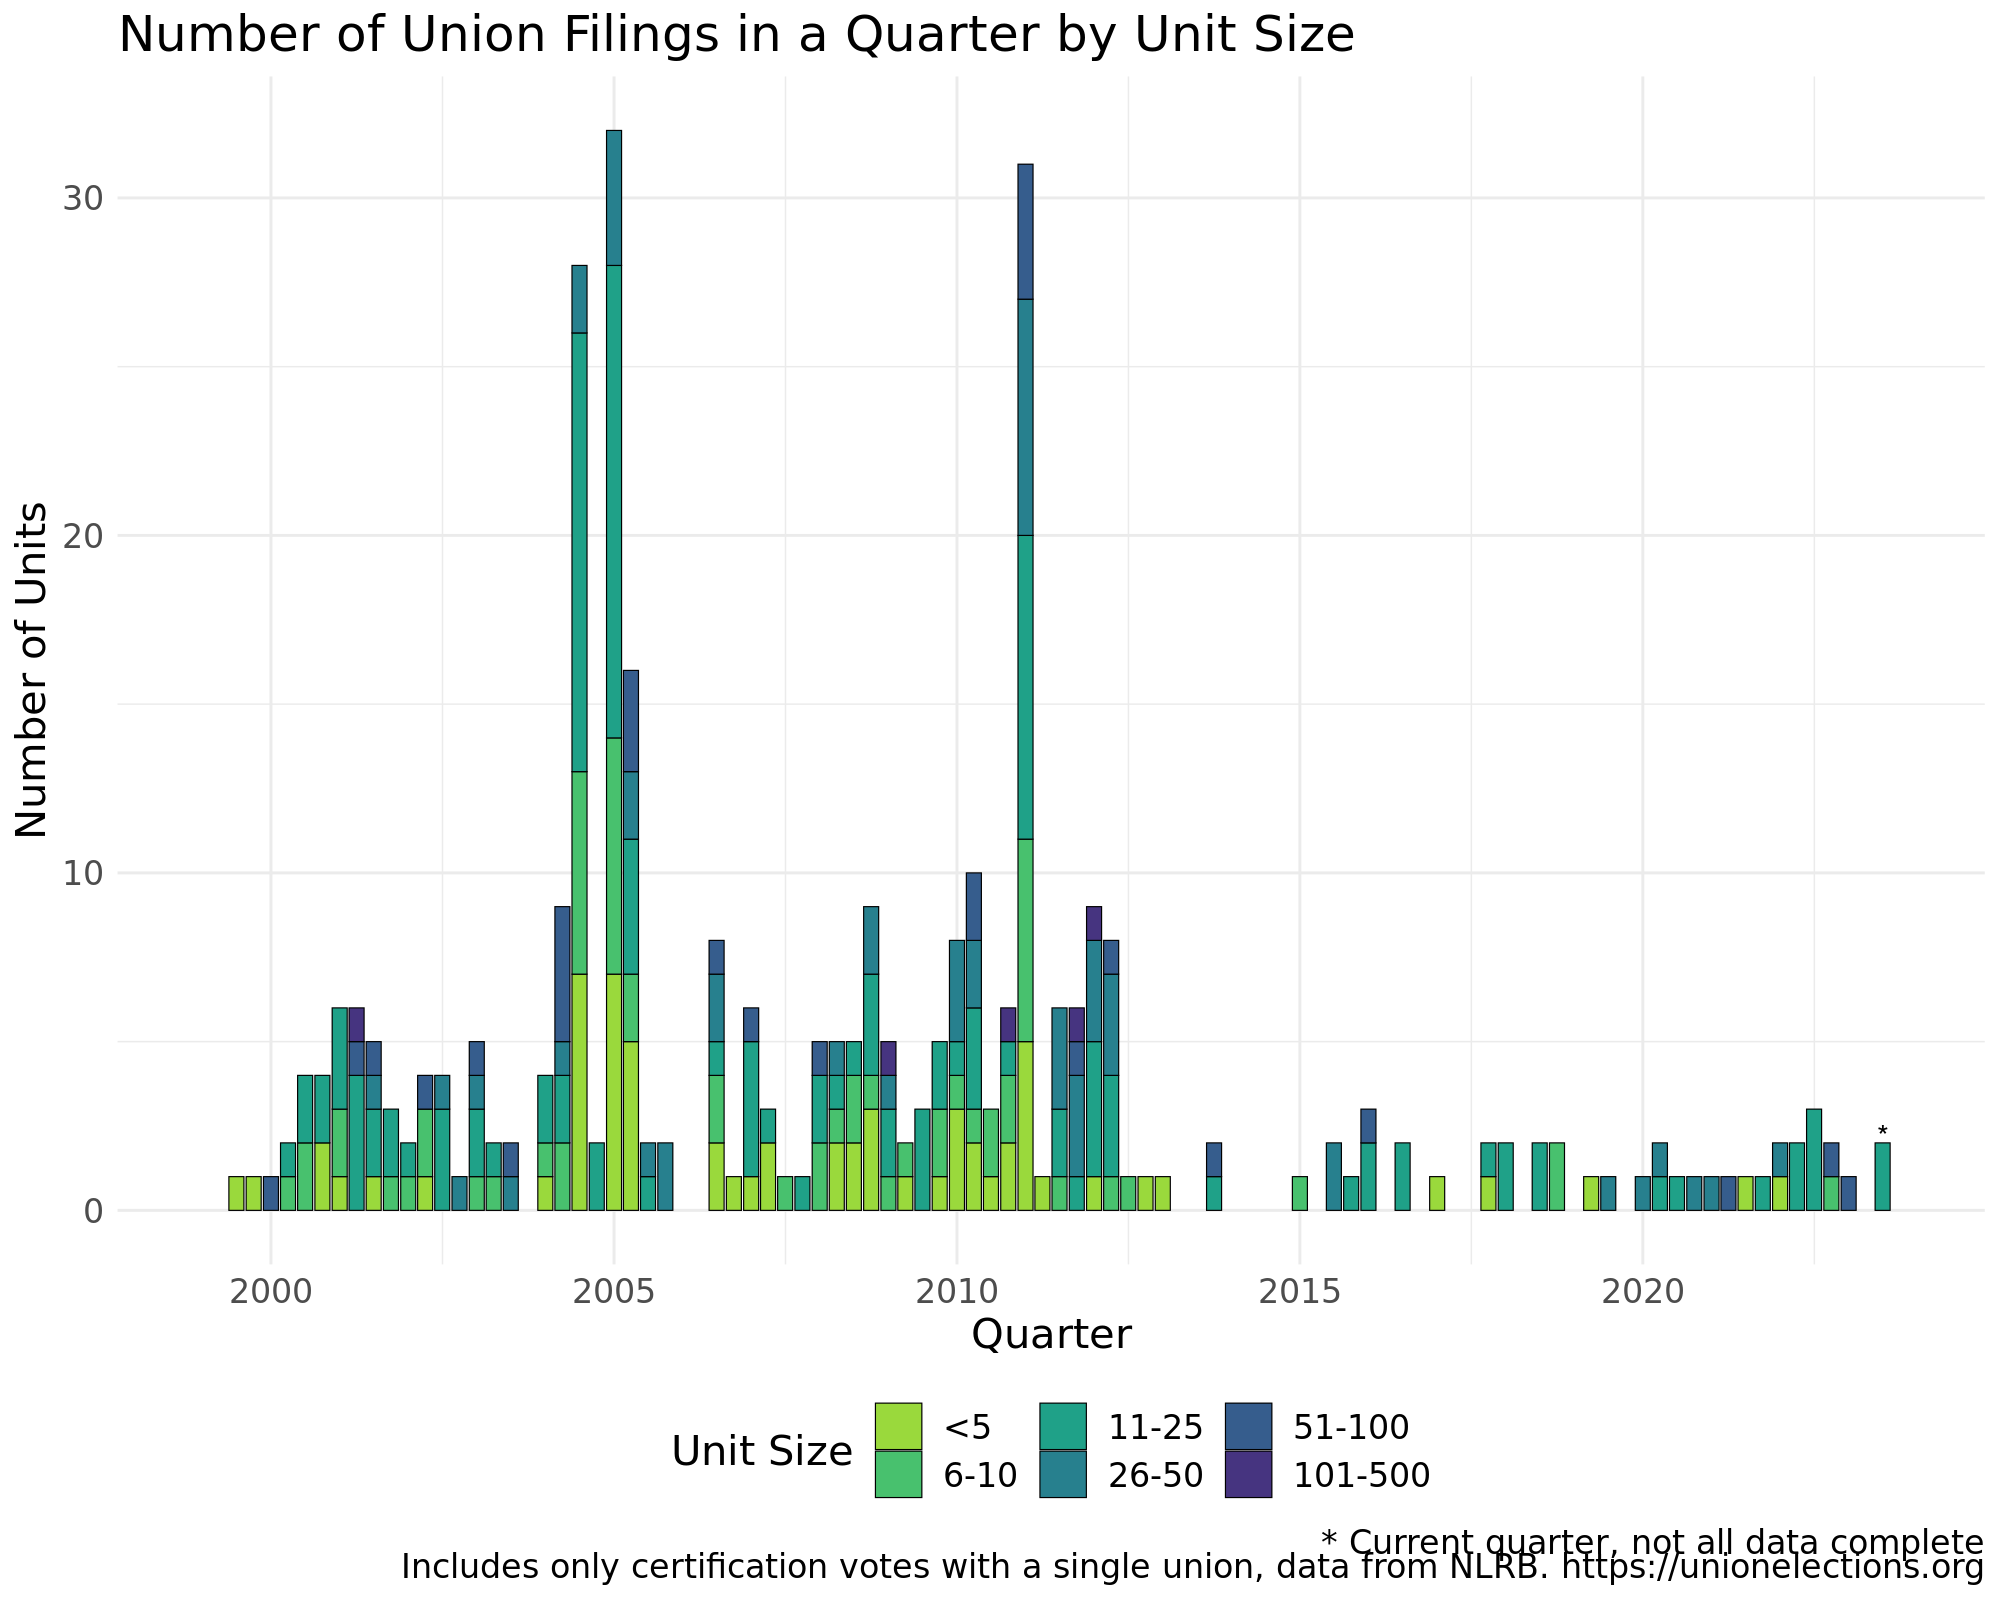 Number of Union Filings in a Quarter by Unit Size
Number of Units
30
20
10
0
*
2000 2005 2010 2015 2020
Quarter
Unit Size
<5 11-25 51-100
6-10 26-50 101-500
* Current quarter, not all data complete
Includes only certification votes with a single union, data from NLRB. https://unionelections.org